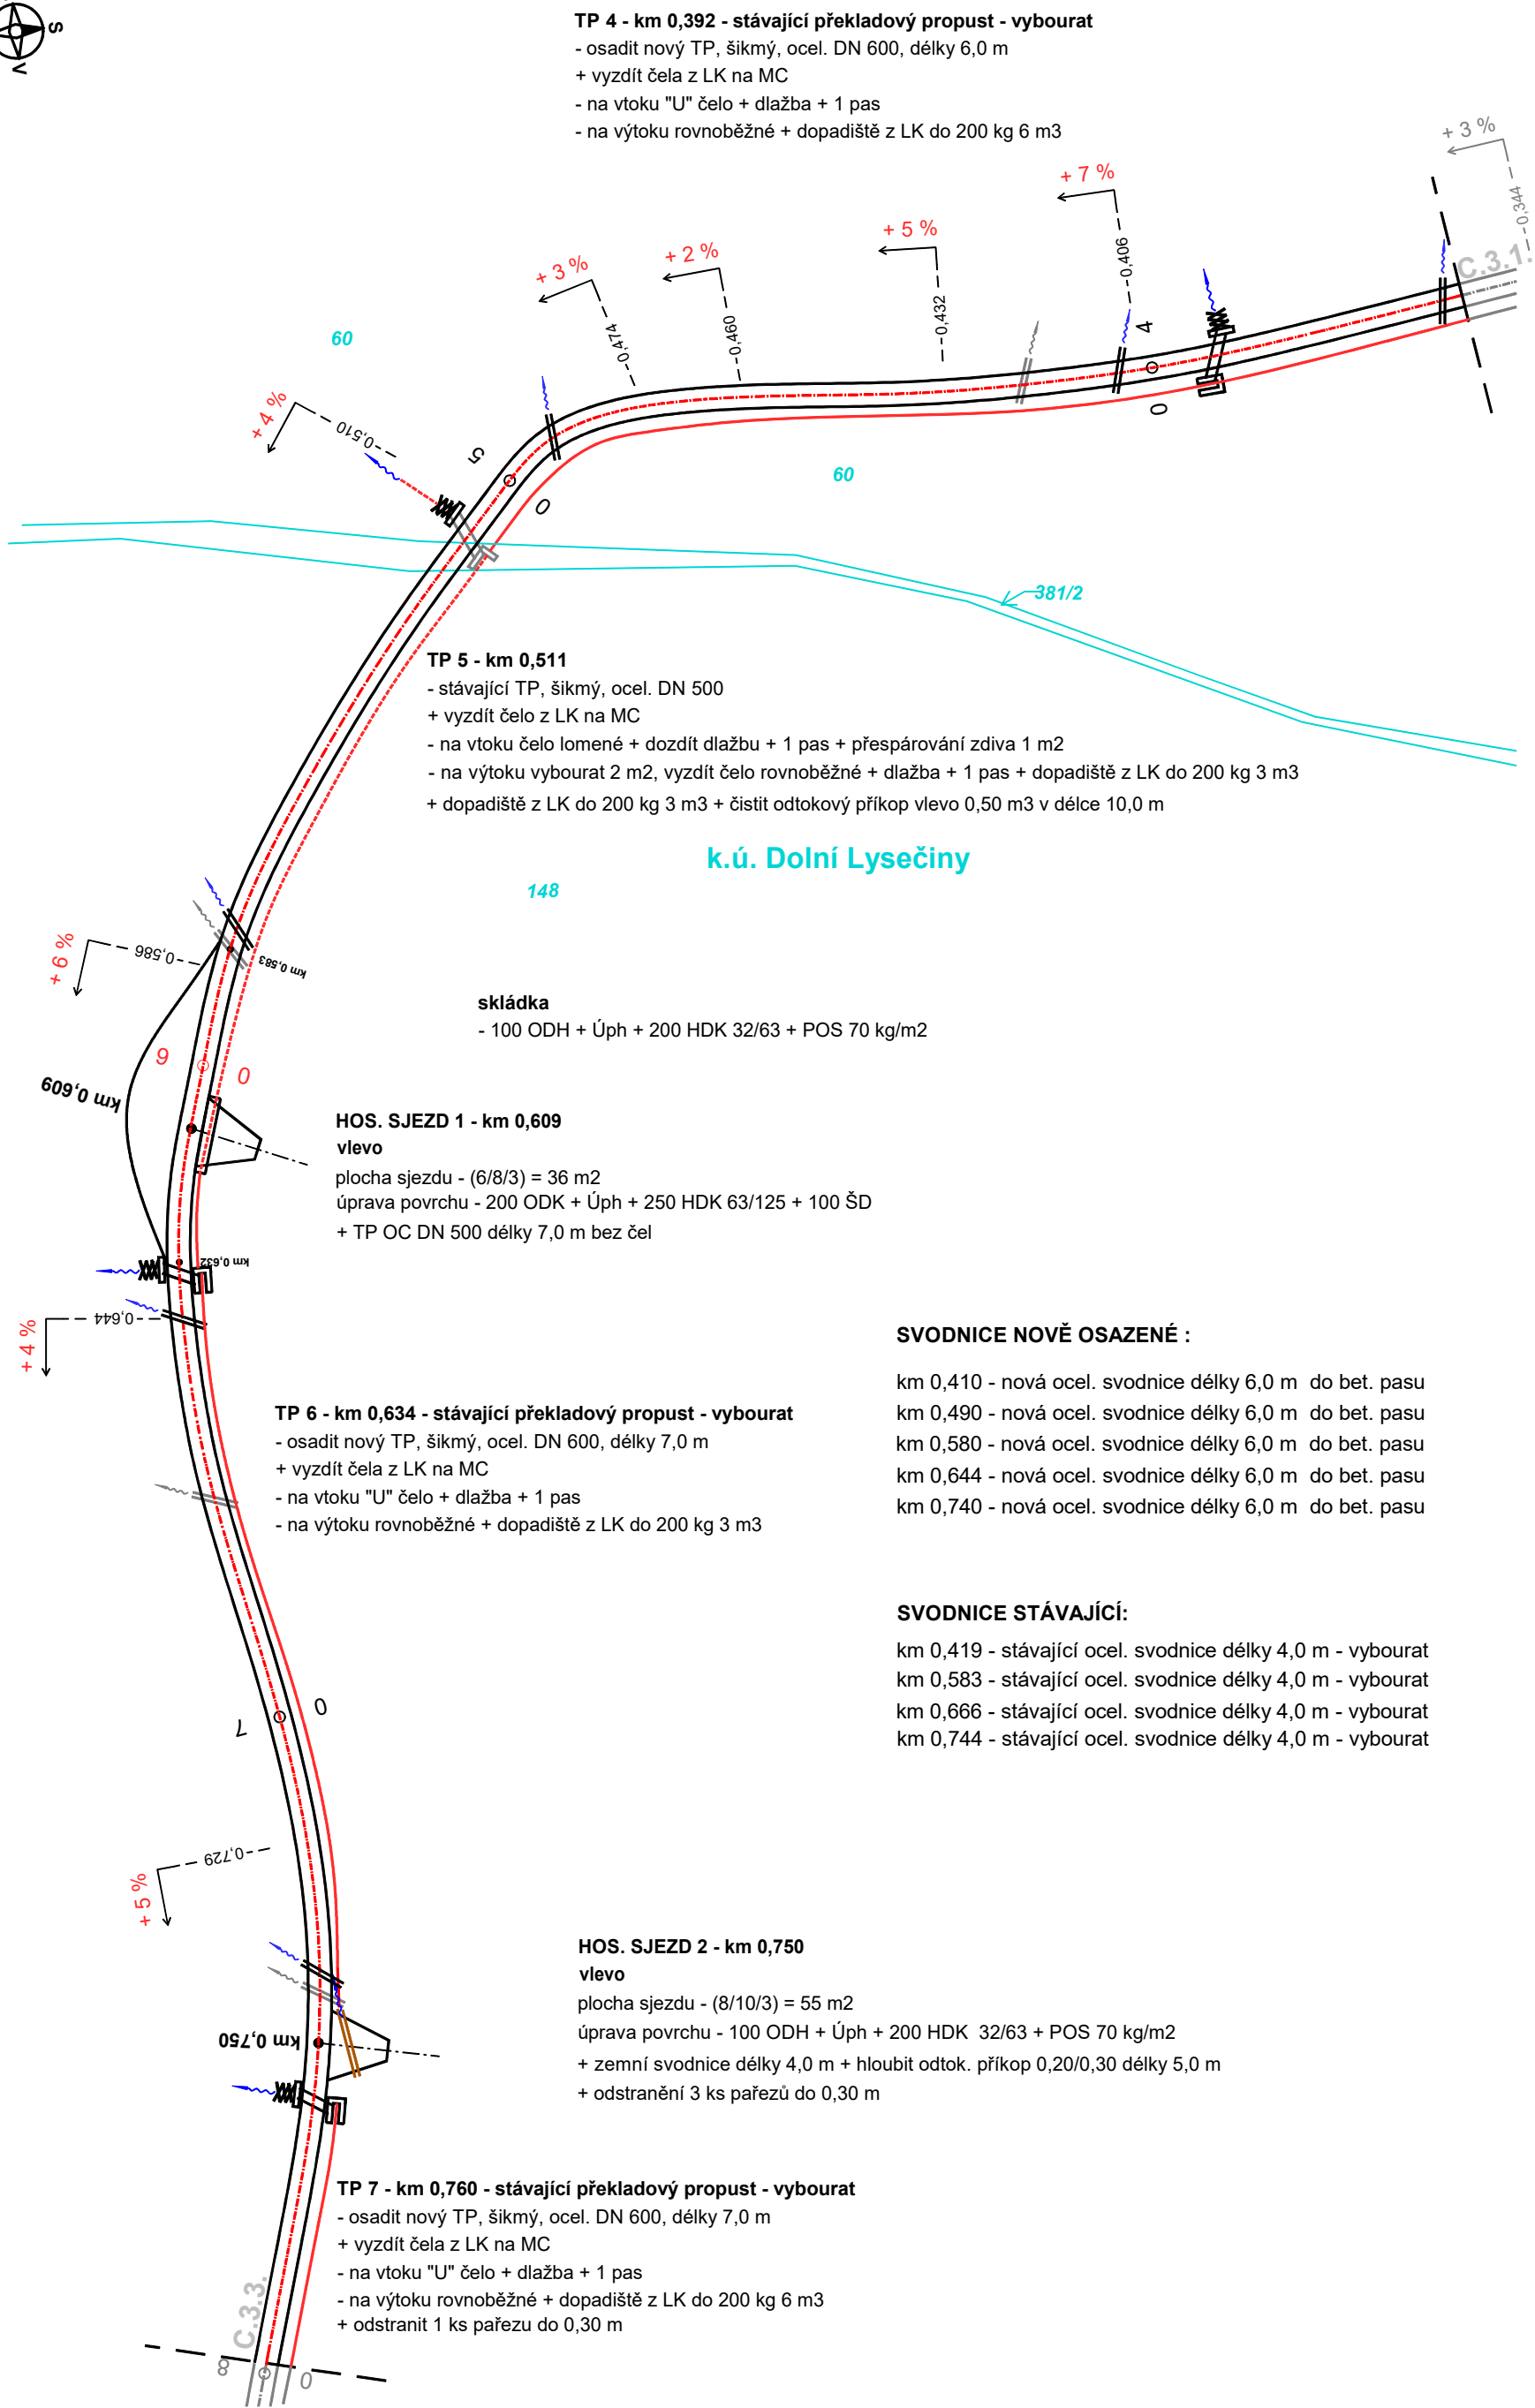 S
V
TP 4 - km 0,392 - stávající překladový propust - vybourat
- osadit nový TP, šikmý, ocel. DN 600, délky 6,0 m
+ vyzdít čela z LK na MC
- na vtoku "U" čelo + dlažba + 1 pas
- na výtoku rovnoběžné + dopadiště z LK do 200 kg 6 m3
+ 3 %
0,344
C.3.1.
+ 7 %
0,406
+ 5 %
0,432
+ 2 %
0,460
+ 3 %
0,474
4
0
60
+ 4 %
0,510
5
0
60
381/2
TP 5 - km 0,511
- stávající TP, šikmý, ocel. DN 500
+ vyzdít čelo z LK na MC
- na vtoku čelo lomené + dozdít dlažbu + 1 pas + přespárování zdiva 1 m2
- na výtoku vybourat 2 m2, vyzdít čelo rovnoběžné + dlažba + 1 pas + dopadiště z LK do 200 kg 3 m3
+ dopadiště z LK do 200 kg 3 m3 + čistit odtokový příkop vlevo 0,50 m3 v délce 10,0 m
k.ú. Dolní Lysečiny
148
+ 6 %
0,586
km 0,583
skládka
- 100 ODH + Úph + 200 HDK 32/63 + POS 70 kg/m2
6
0
km 0,609
HOS. SJEZD 1 - km 0,609
vlevo
plocha sjezdu - (6/8/3) = 36 m2
úprava povrchu - 200 ODK + Úph + 250 HDK 63/125 + 100 ŠD
+ TP OC DN 500 délky 7,0 m bez čel
km 0,632
+ 4 %
0,644
TP 6 - km 0,634 - stávající překladový propust - vybourat
- osadit nový TP, šikmý, ocel. DN 600, délky 7,0 m
+ vyzdít čela z LK na MC
- na vtoku "U" čelo + dlažba + 1 pas
- na výtoku rovnoběžné + dopadiště z LK do 200 kg 3 m3
SVODNICE NOVĚ OSAZENÉ :
km 0,410 - nová ocel. svodnice délky 6,0 m do bet. pasu
km 0,490 - nová ocel. svodnice délky 6,0 m do bet. pasu
km 0,580 - nová ocel. svodnice délky 6,0 m do bet. pasu
km 0,644 - nová ocel. svodnice délky 6,0 m do bet. pasu
km 0,740 - nová ocel. svodnice délky 6,0 m do bet. pasu
SVODNICE STÁVAJÍCÍ:
km 0,419 - stávající ocel. svodnice délky 4,0 m - vybourat
km 0,583 - stávající ocel. svodnice délky 4,0 m - vybourat
km 0,666 - stávající ocel. svodnice délky 4,0 m - vybourat
km 0,744 - stávající ocel. svodnice délky 4,0 m - vybourat
7
0
+ 5 %
0,729
HOS. SJEZD 2 - km 0,750
vlevo
plocha sjezdu - (8/10/3) = 55 m2
úprava povrchu - 100 ODH + Úph + 200 HDK 32/63 + POS 70 kg/m2
+ zemní svodnice délky 4,0 m + hloubit odtok. příkop 0,20/0,30 délky 5,0 m
+ odstranění 3 ks pařezů do 0,30 m
km 0,750
TP 7 - km 0,760 - stávající překladový propust - vybourat
- osadit nový TP, šikmý, ocel. DN 600, délky 7,0 m
+ vyzdít čela z LK na MC
- na vtoku "U" čelo + dlažba + 1 pas
- na výtoku rovnoběžné + dopadiště z LK do 200 kg 6 m3
+ odstranit 1 ks pařezu do 0,30 m
C.3.3.
8
0